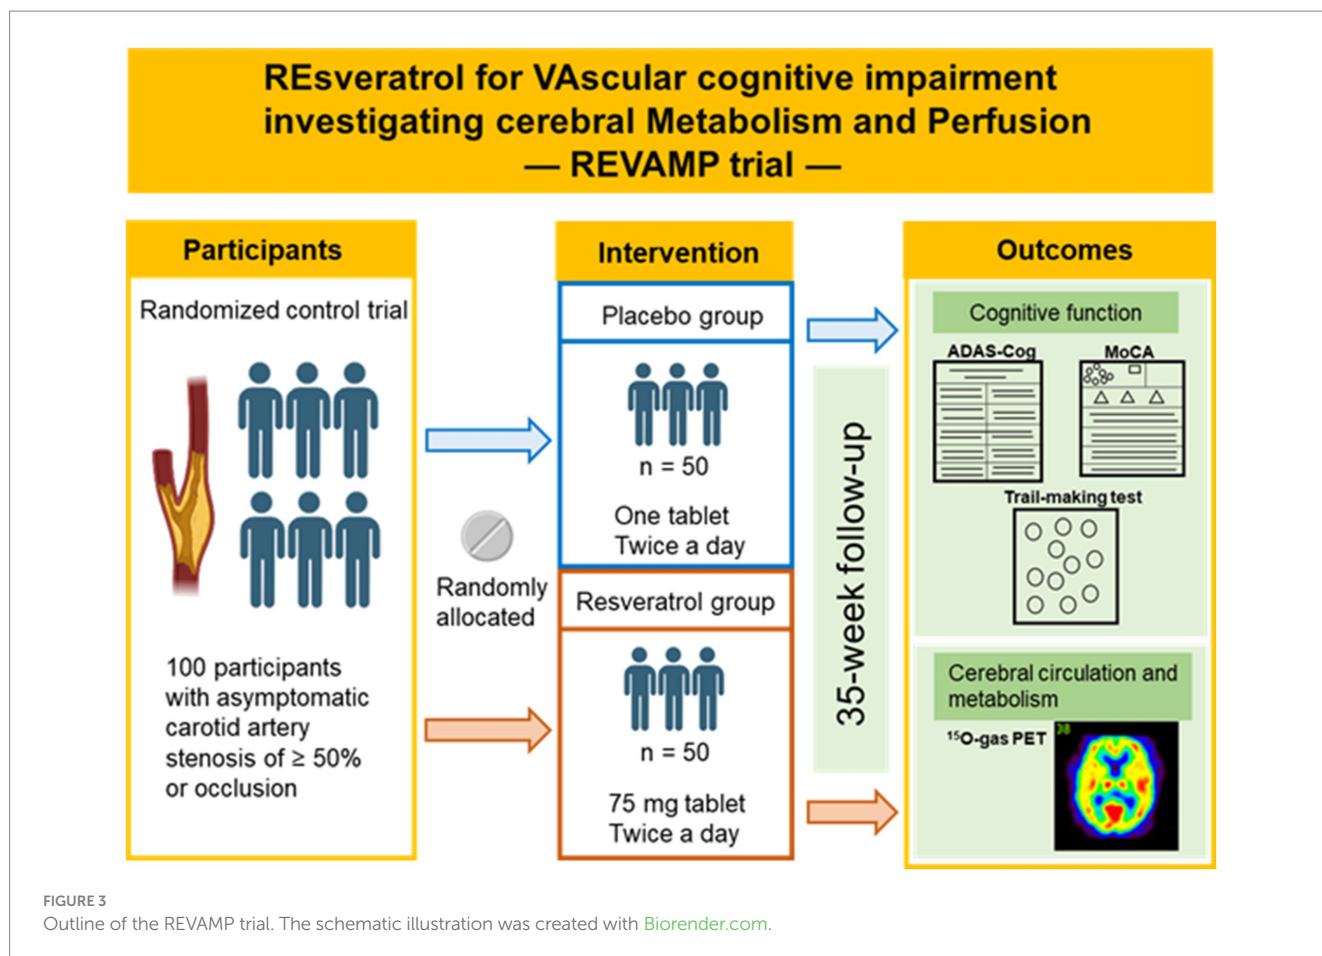 REsveratrol for VAscular cognitive impairment
investigating cerebral Metabolism and Perfusion
— REVAMP trial —
Participants
Randomized control trial
100 participants
with asymptomatic
carotid artery
stenosis of ≥ 50%
or occlusion
Randomly
allocated
Intervention
Placebo group
n = 50
One tablet
Twice a day
Resveratrol group
n = 50
75 mg tablet
Twice a day
35-week follow-up
Outcomes
Cognitive function
ADAS-Cog
MoCA
Trail-making test
Cerebral circulation and
metabolism
¹⁵O-gas PET
38
FIGURE 3
Outline of the REVAMP trial. The schematic illustration was created with Biorender.com.